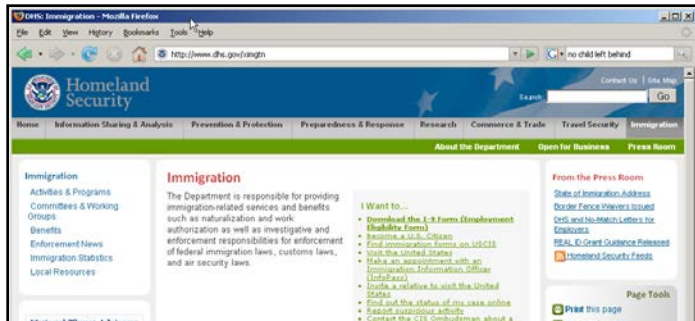 DHS: Immigration - Mozilla Firefox
File Edit View History Bookmarks Tools Help
http://www.dhs.gov/ximgtn
no child left behind
Homeland
Security
Contact Us | Site Map
Search
Go
Home Information Sharing & Analysis Prevention & Protection Preparedness & Response Research Commerce & Trade Travel Security Immigration
About the Department Open for Business Press Room
Immigration
Activities & Programs
Committees & Working
Groups
Benefits
Enforcement News
Immigration Statistics
Local Resources
Immigration
The Department is responsible for providing
immigration-related services and benefits
such as naturalization and work
authorization as well as investigative and
enforcement responsibilities for enforcement
of federal immigration laws, customs laws,
and air security laws.
I Want to...
Download the I-9 Form (Employment
Eligibility Form)
Become a U.S. Citizen
Find immigration forms on USCIS
Visit the United States
Make an appointment with an
Immigration Information Officer
(InfoPass)
Invite a relative to visit the United
States
Find out the status of my case online
Report suspicious activity
Contact the CIS Ombudsman about a
From the Press Room
State of Immigration Address
Border Fence Waivers Issued
DHS and No-Match Letters for
Employers
REAL ID Grant Guidance Released
Homeland Security Feeds
Page Tools
Print this page